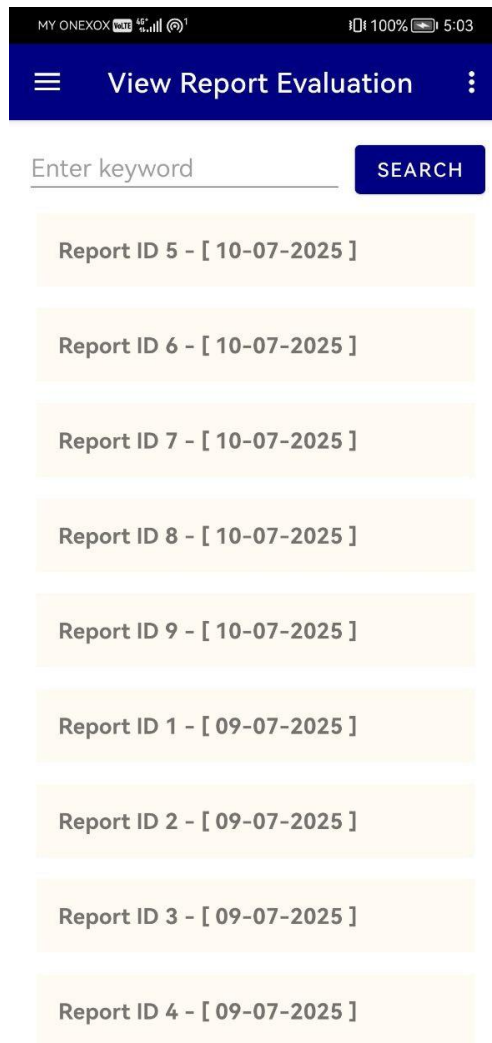 MY ONEXOX VoLTE 4G+ 1 100% 5:03
View Report Evaluation
Enter keyword SEARCH
Report ID 5 - [ 10-07-2025 ]
Report ID 6 - [ 10-07-2025 ]
Report ID 7 - [ 10-07-2025 ]
Report ID 8 - [ 10-07-2025 ]
Report ID 9 - [ 10-07-2025 ]
Report ID 1 - [ 09-07-2025 ]
Report ID 2 - [ 09-07-2025 ]
Report ID 3 - [ 09-07-2025 ]
Report ID 4 - [ 09-07-2025 ]